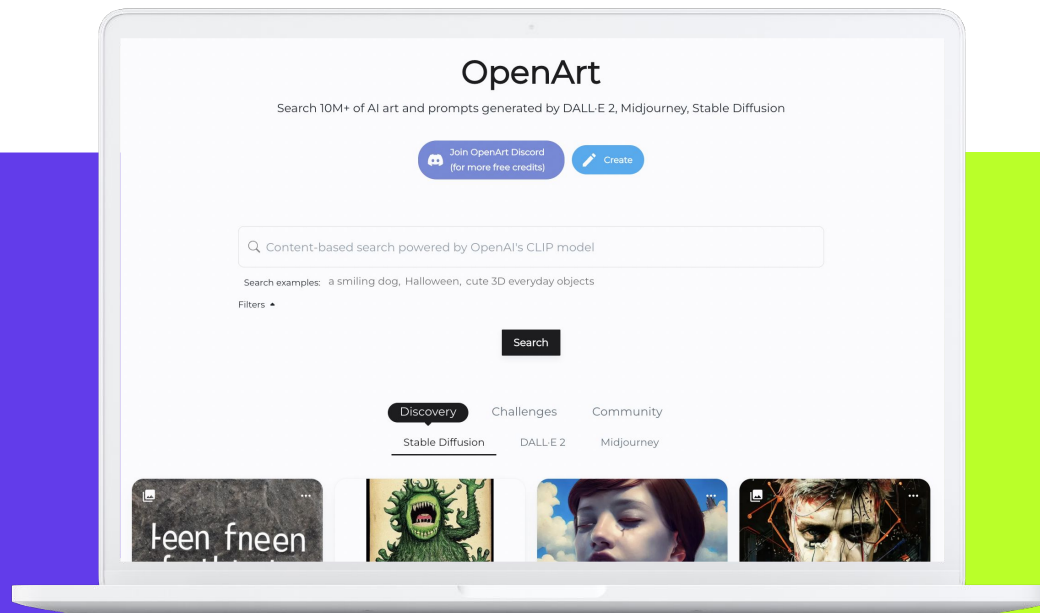 OpenArt
Search 10M+ of AI art and prompts generated by DALL·E 2, Midjourney, Stable Diffusion
Join OpenArt Discord
(for more free credits)
Create
Content-based search powered by OpenAI's CLIP model
Search examples: a smiling dog, Halloween, cute 3D everyday objects
Filters
Search
Discovery Challenges Community
Stable Diffusion DALL·E 2 Midjourney
fneen